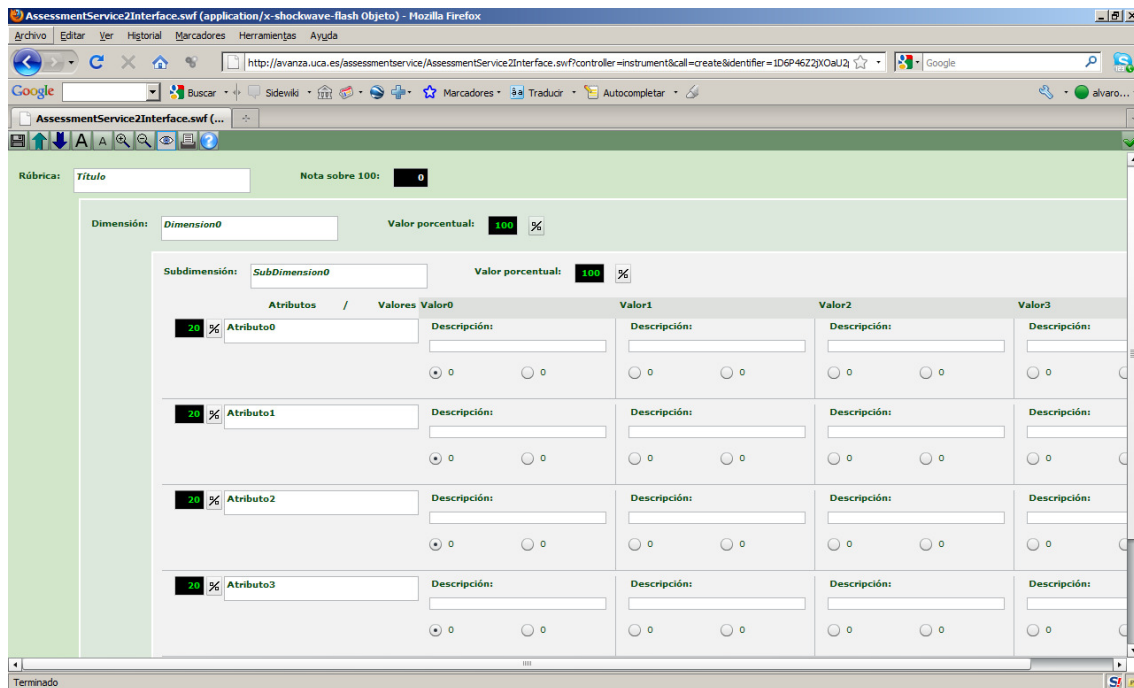 AssessmentService2Interface.swf (application/x-shockwave-flash Objeto) - Mozilla Firefox
Archivo Editar Ver Historial Marcadores Herramientas Ayuda
http://avanza.uca.es/assessmentservice/AssessmentService2Interface.swf?controller=instrument&call=create&identifier=1D6P46Z2jXOaU2 Google
Google Buscar Sidewiki Marcadores Traducir Autocompletar alvaro...
AssessmentService2Interface.swf (...
A A
Rúbrica: Título Nota sobre 100: 0
Dimensión: Dimension0 Valor porcentual: 100 %
Subdimensión: SubDimension0 Valor porcentual: 100 %
Atributos / Valores Valor0 Valor1 Valor2 Valor3
20 % Atributo0 Descripción: Descripción: Descripción: Descripción:
0 0 0 0 0 0 0
20 % Atributo1 Descripción: Descripción: Descripción: Descripción:
0 0 0 0 0 0 0
20 % Atributo2 Descripción: Descripción: Descripción: Descripción:
0 0 0 0 0 0 0
20 % Atributo3 Descripción: Descripción: Descripción: Descripción:
0 0 0 0 0 0 0
Terminado S!